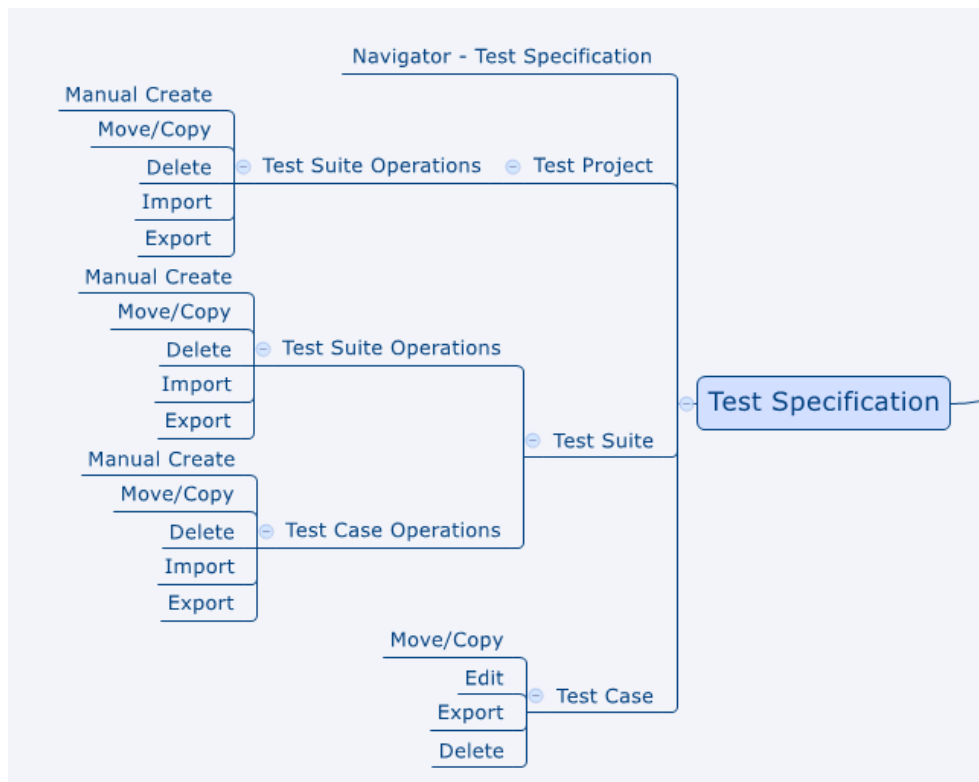 Navigator - Test Specification
Manual Create
Move/Copy
Delete
Test Suite Operations
Test Project
Import
Export
Manual Create
Move/Copy
Delete
Test Suite Operations
Import
Export
Test Specification
Test Suite
Manual Create
Move/Copy
Delete
Test Case Operations
Import
Export
Move/Copy
Edit
Test Case
Export
Delete